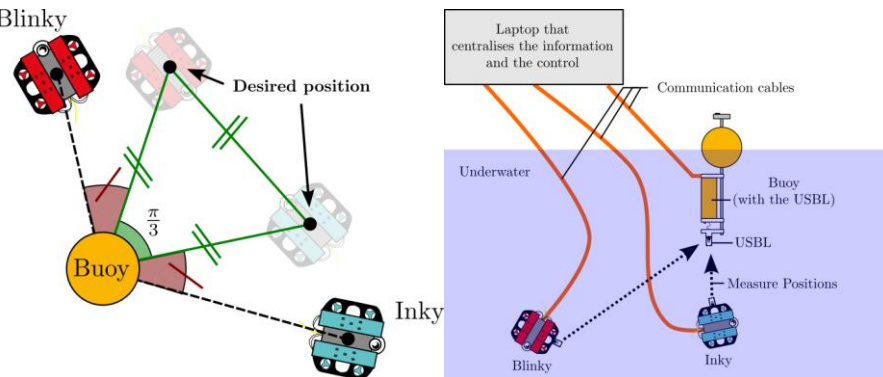 Blinky
Desired position
π/3
Buoy
Inky
Laptop that
centralises the information
and the control
Communication cables
Underwater
Buoy
(with the USBL)
USBL
Measure Positions
Blinky
Inky